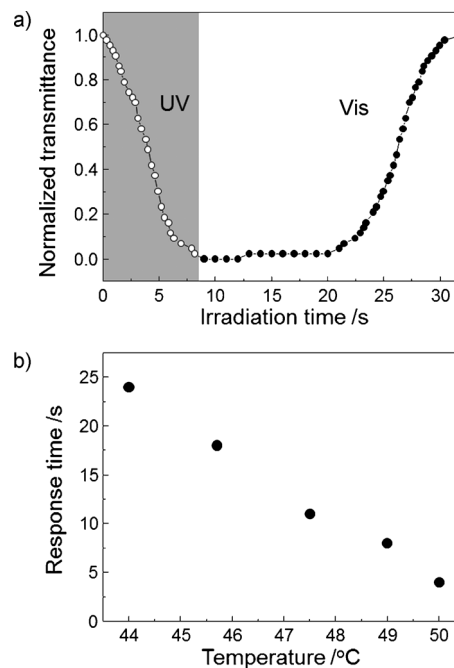 a)
Normalized transmittance
1.0
0.8
0.6
0.4
0.2
0.0
UV
Vis
0 5 10 15 20 25 30
Irradiation time /s
b)
Response time /s
25
20
15
10
5
0
44 45 46 47 48 49 50
Temperature /°C